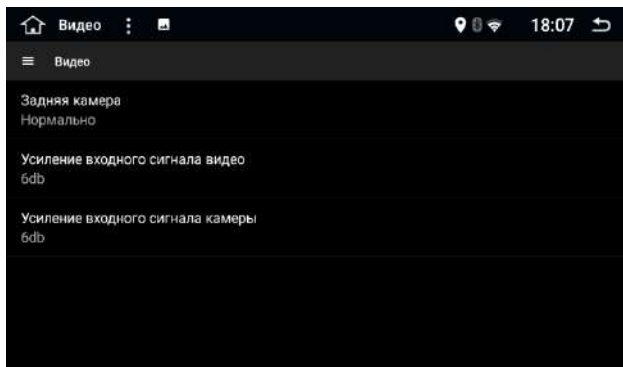 Видео 18:07
Видео
Задняя камера
Нормально
Усиление входного сигнала видео
6db
Усиление входного сигнала камеры
6db